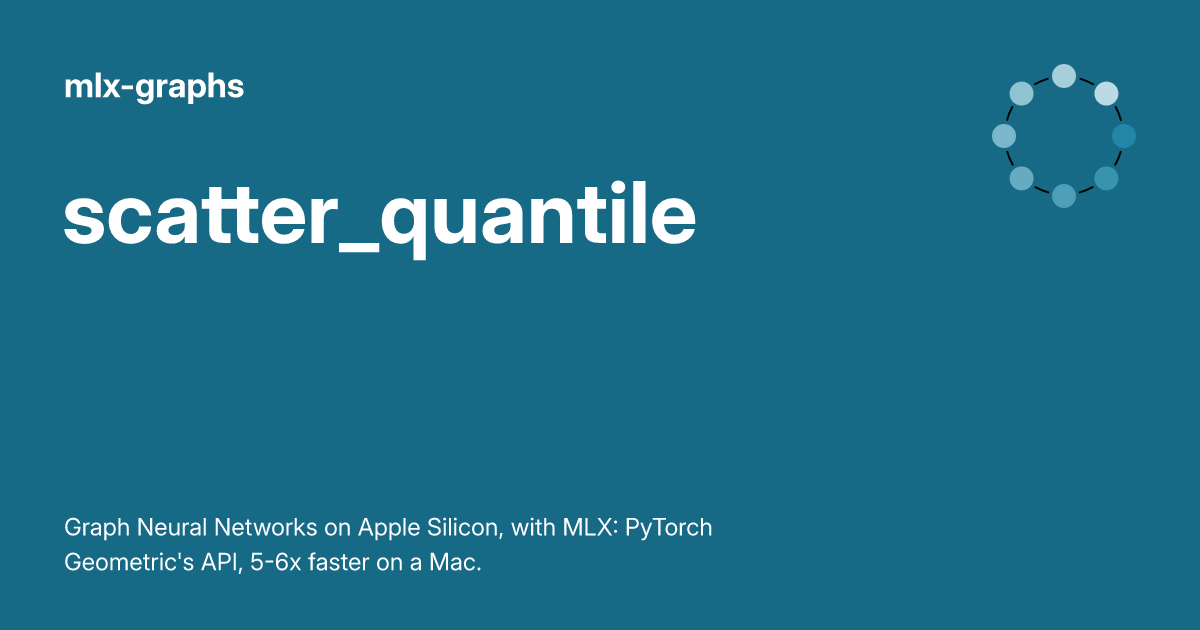 mlx-graphs
scatter_quantile
Graph Neural Networks on Apple Silicon, with MLX: PyTorch
Geometric's API, 5-6x faster on a Mac.